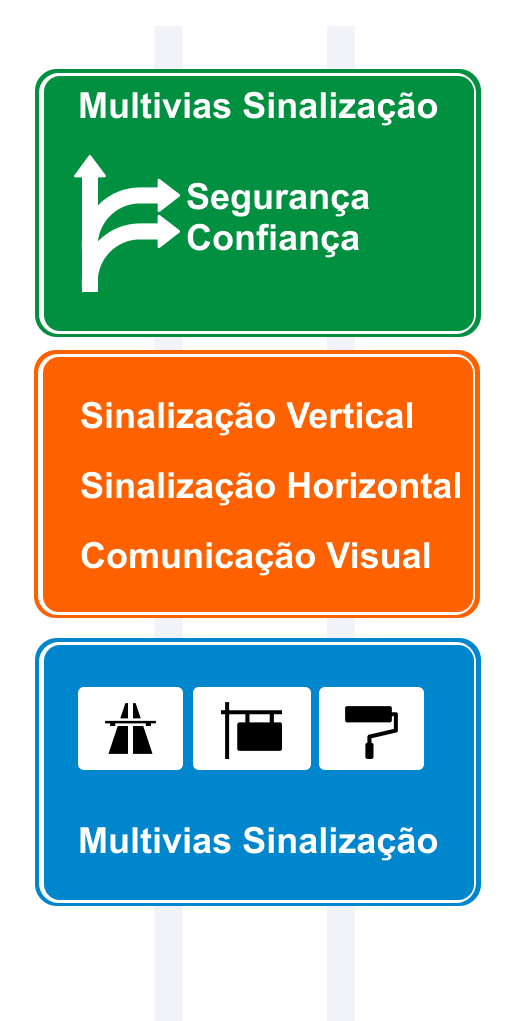 Multivias Sinalização
Segurança
Confiança
Sinalização Vertical
Sinalização Horizontal
Comunicação Visual
Multivias Sinalização